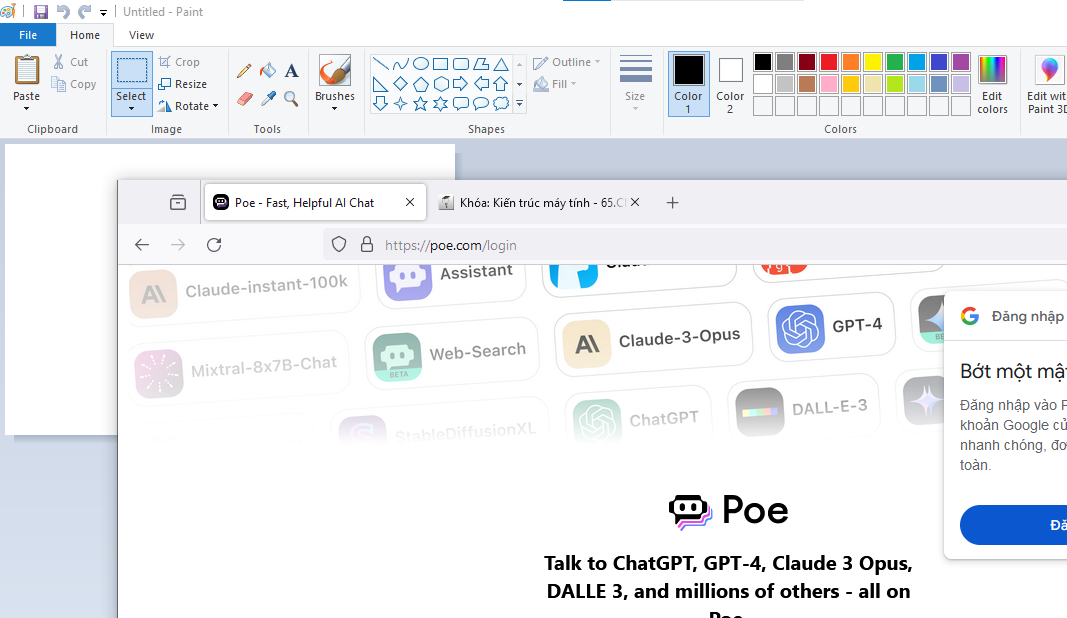 Untitled - Paint
File
Home
View
Paste
Cut
Copy
Clipboard
Select
Crop
Resize
Rotate
Image
A
Tools
Brushes
Shapes
Outline
Fill
Size
Color
1
Color
2
Colors
Edit
colors
Edit wit
Paint 3D
Poe - Fast, Helpful AI Chat
Khóa: Kiến trúc máy tính - 65.C
https://poe.com/login
Claude-instant-100k
Assistant
Mixtral-8x7B-Chat
Web-Search
BETA
Claude-3-Opus
GPT-4
StableDiffusionXL
ChatGPT
DALL-E-3
Poe
Talk to ChatGPT, GPT-4, Claude 3 Opus,
DALLE 3, and millions of others - all on
Đăng nhập
Bớt một mật
Đăng nhập vào P
khoản Google củ
nhanh chóng, đơ
toàn.